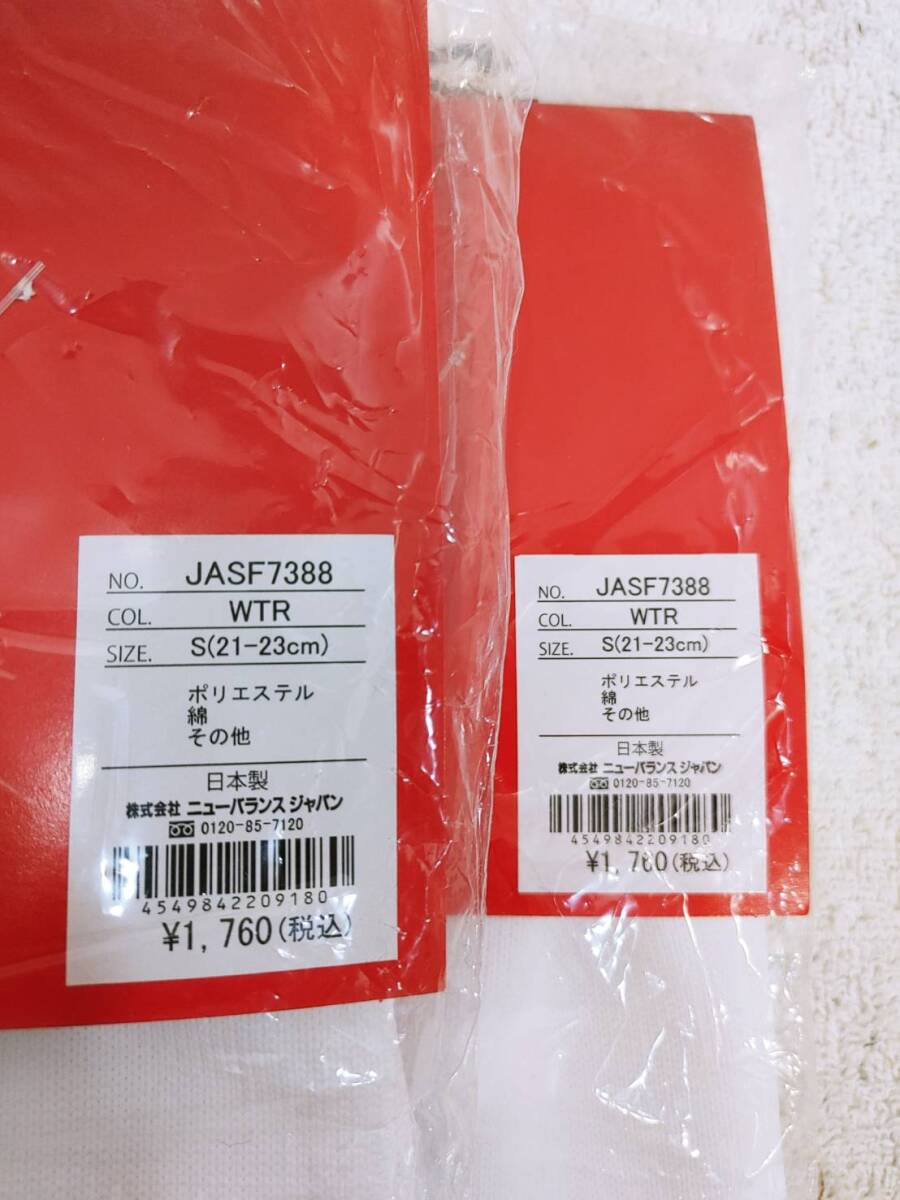 NO. JASF7388
COL. WTR
SIZE. S(21-23cm)
ポリエステル
綿
その他
日本製
株式会社 ニューバランス ジャパン
0120-85-7120
4549842209180
¥1,760(税込)
NO. JASF7388
COL. WTR
SIZE. S(21-23cm)
ポリエステル
綿
その他
日本製
株式会社 ニューバランス ジャパン
0120-85-7120
4549842209180
¥1,760(税込)